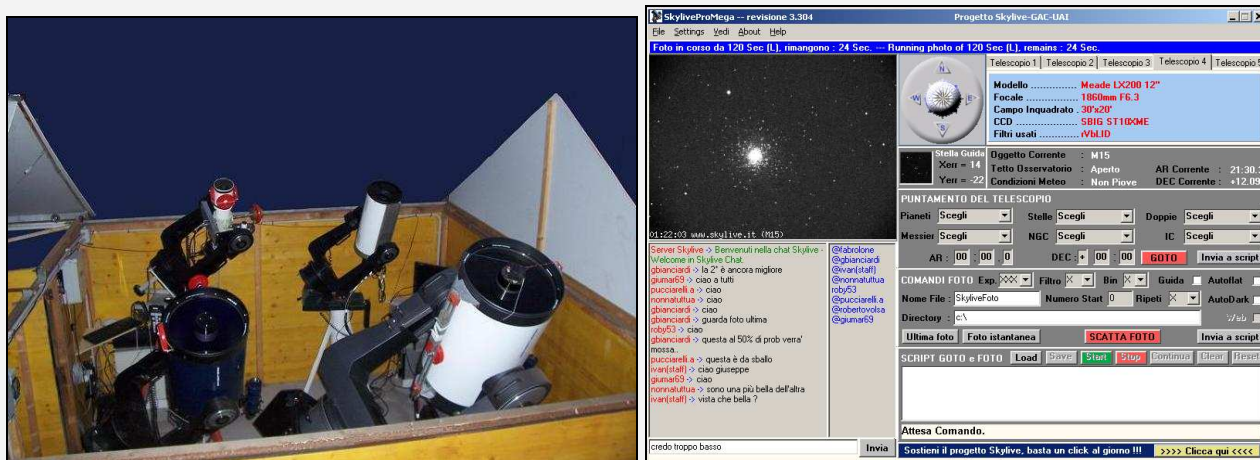 SkyliveProMega -- revisione 3.304 Progetto Skylive-GAC-UAI
File Settings Vedi About Help
Foto in corso da 120 Sec (L), rimangono : 24 Sec. --- Running photo of 120 Sec (L), remains : 24 Sec.
01:22:03 www.skylive.it (M15)
Telescopio 1 Telescopio 2 Telescopio 3 Telescopio 4 Telescopio 5
N
W
E
S
Modello ............... Meade LX200 12"
Focale ................ 1860mm F6.3
Campo Inquadrato . 30'x20'
CCD ................... SBIG ST10XME
Filtri usati ........... rVbLID
Stella Guida
Xerr = 14
Yerr = -22
Oggetto Corrente : M15
Tetto Osservatorio : Aperto AR Corrente : 21:30.
Condizioni Meteo : Non Piove DEC Corrente : +12.09
PUNTAMENTO DEL TELESCOPIO
Pianeti Scegli Stelle Scegli Doppie Scegli
Messier Scegli NGC Scegli IC Scegli
AR : 00 : 00 . 0 DEC : + 00 : 00 GOTO Invia a script
COMANDI FOTO Exp. XXX Filtro X Bin X Guida Autoflat
Nome File : SkyliveFoto Numero Start 0 Ripeti X AutoDark
Directory : c:\ Web
Ultima foto Foto istantanea SCATTA FOTO Invia a script
SCRIPT GOTO e FOTO Load Save Start Stop Continua Clear Reset
Attesa Comando.
Sostieni il progetto Skylive, basta un click al giorno !!! >>>> Clicca qui <<<<
Server Skylive -> Benvenuti nella chat Skylive -
Welcome in Skylive Chat.
gbianciardi -> la 2° è ancora migliore
giumar69 -> ciao a tutti
pucciarelli.a -> ciao
nonnatuttua -> ciao
gbianciardi -> ciao
gbianciardi -> guarda foto ultima
roby53 -> ciao
gbianciardi -> questa al 50% di prob verra'
mossa..
pucciarelli.a -> questa è da sballo
ivan(staff) -> ciao giuseppe
giumar69 -> ciao
nonnatuttua -> sono una più bella dell'altra
ivan(staff) -> vista che bella ?
@fabrolone
@gbianciardi
@ivan(staff)
@nonnatuttua
roby53
@pucciarelli.a
@robertovolsa
@giumar69
credo troppo basso Invia